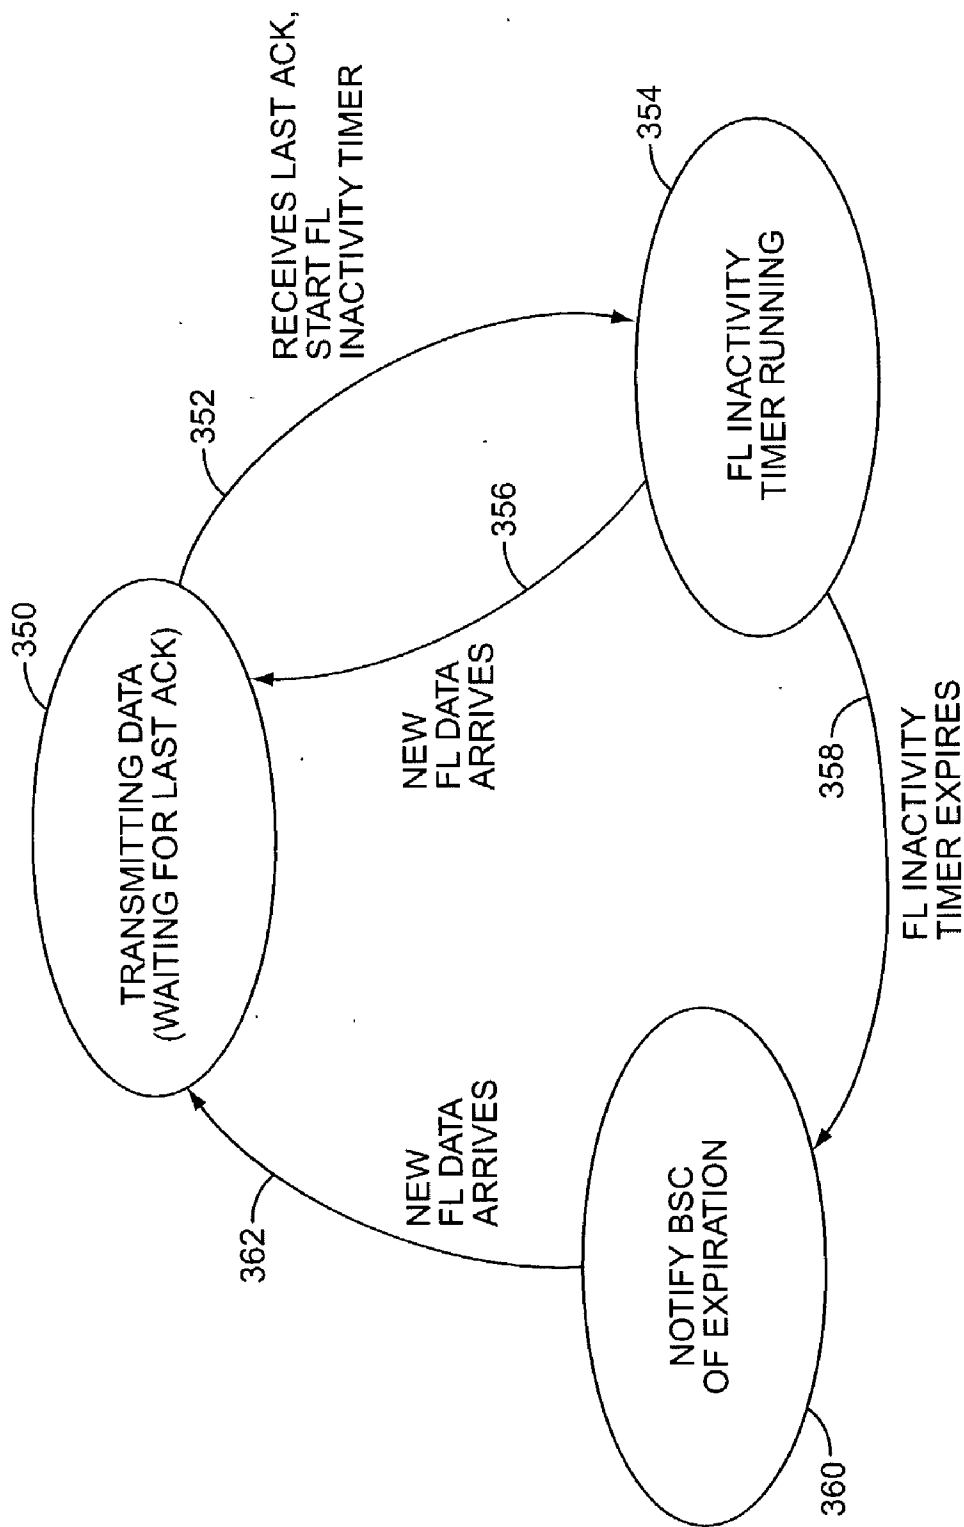 350
TRANSMITTING DATA
(WAITING FOR LAST ACK)
352
RECEIVES LAST ACK,
START FL
INACTIVITY TIMER
354
FL INACTIVITY
TIMER RUNNING
356
NEW
FL DATA
ARRIVES
358
FL INACTIVITY
TIMER EXPIRES
360
NOTIFY BSC
OF EXPIRATION
362
NEW
FL DATA
ARRIVES